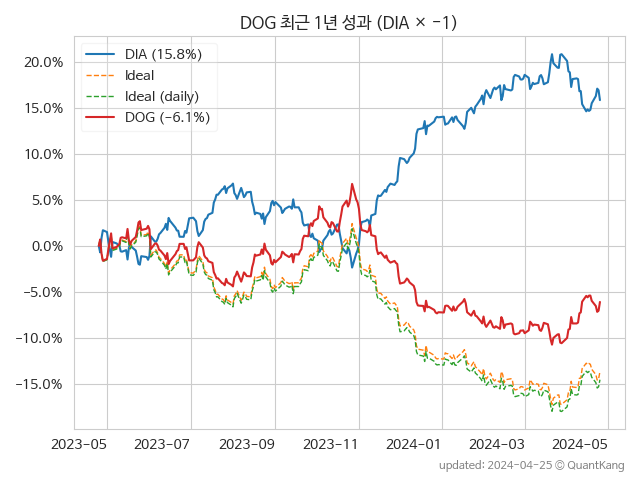 DOG 최근 1년 성과 (DIA × −1)
DIA (15.8%)
Ideal
Ideal (daily)
DOG (−6.1%)
20.0%
15.0%
10.0%
5.0%
0.0%
−5.0%
−10.0%
−15.0%
2023-05 2023-07 2023-09 2023-11 2024-01 2024-03 2024-05
updated: 2024-04-25 © QuantKang